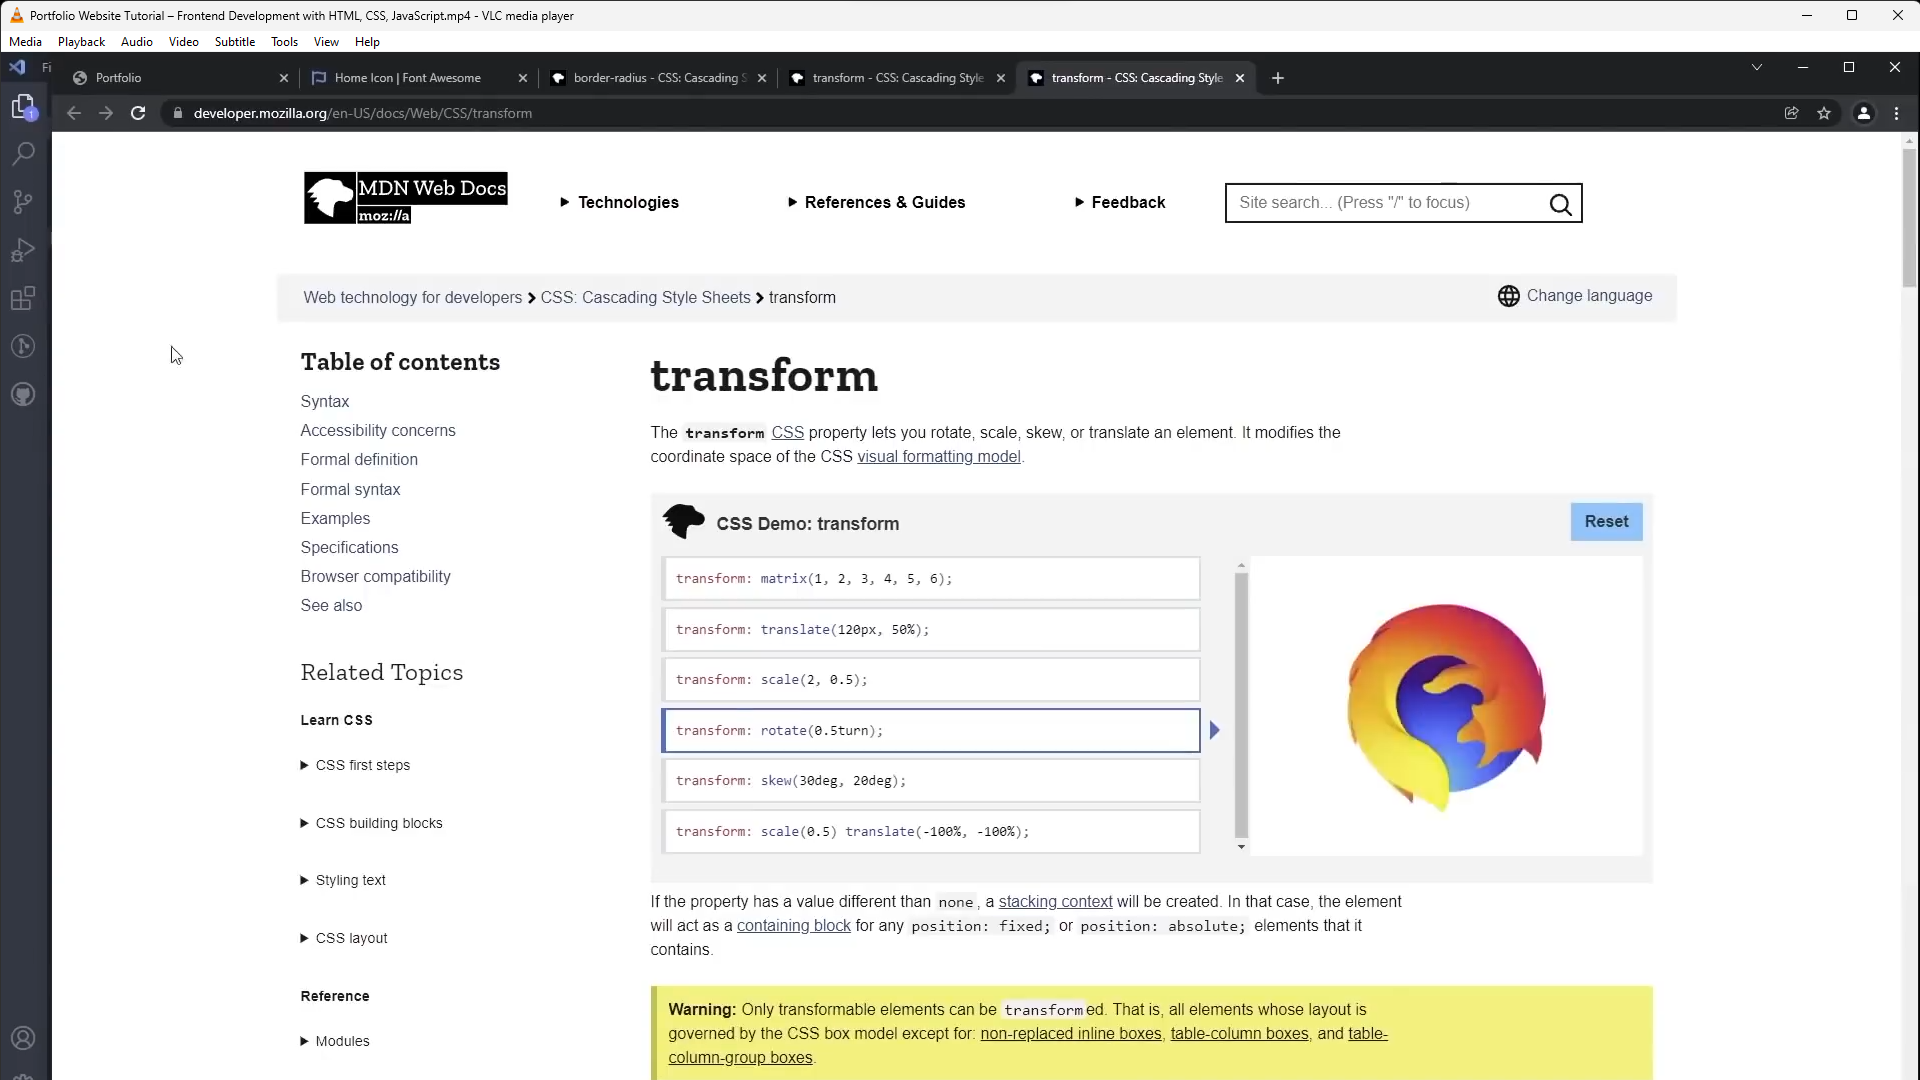 Portfolio Website Tutorial – Frontend Development with HTML, CSS, JavaScript.mp4 - VLC media player
Media Playback Audio Video Subtitle Tools View Help
Fi
Portfolio
Home Icon | Font Awesome
border-radius - CSS: Cascading S
transform - CSS: Cascading Style
transform - CSS: Cascading Style
1
developer.mozilla.org/en-US/docs/Web/CSS/transform
MDN Web Docs
moz://a
Technologies
References & Guides
Feedback
Site search... (Press "/" to focus)
Web technology for developers > CSS: Cascading Style Sheets > transform
Change language
Table of contents
Syntax
Accessibility concerns
Formal definition
Formal syntax
Examples
Specifications
Browser compatibility
See also
Related Topics
Learn CSS
CSS first steps
CSS building blocks
Styling text
CSS layout
Reference
Modules
transform
The transform CSS property lets you rotate, scale, skew, or translate an element. It modifies the
coordinate space of the CSS visual formatting model.
CSS Demo: transform
Reset
transform: matrix(1, 2, 3, 4, 5, 6);
transform: translate(120px, 50%);
transform: scale(2, 0.5);
transform: rotate(0.5turn);
transform: skew(30deg, 20deg);
transform: scale(0.5) translate(-100%, -100%);
If the property has a value different than none, a stacking context will be created. In that case, the element
will act as a containing block for any position: fixed; or position: absolute; elements that it
contains.
Warning: Only transformable elements can be transformed. That is, all elements whose layout is
governed by the CSS box model except for: non-replaced inline boxes, table-column boxes, and table-
column-group boxes.